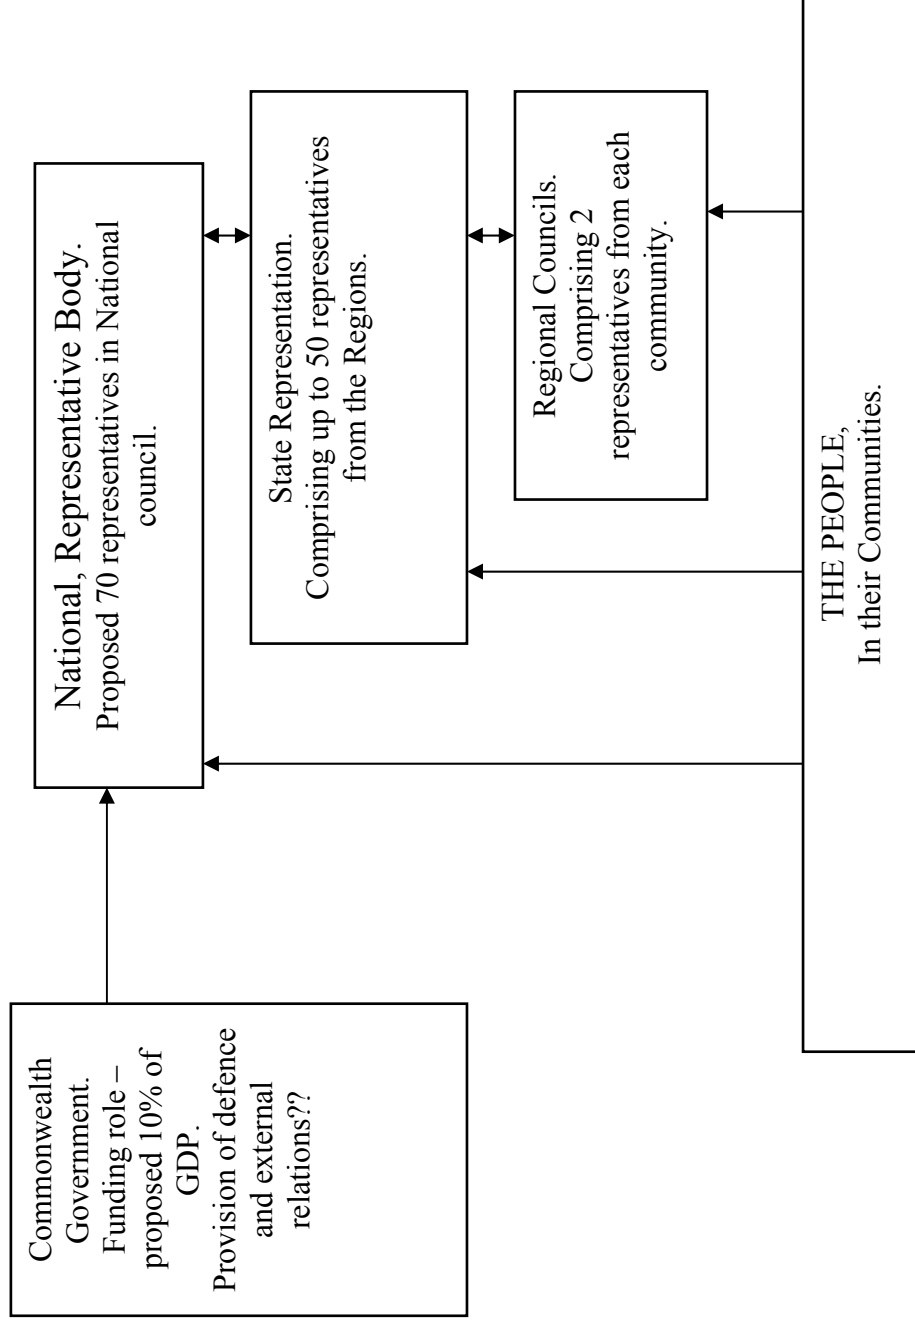 Commonwealth
Government.
Funding role –
proposed 10% of
GDP.
Provision of defence
and external
relations??
National, Representative Body.
Proposed 70 representatives in National
council.
State Representation.
Comprising up to 50 representatives
from the Regions.
Regional Councils.
Comprising 2
representatives from each
community.
THE PEOPLE,
In their Communities.